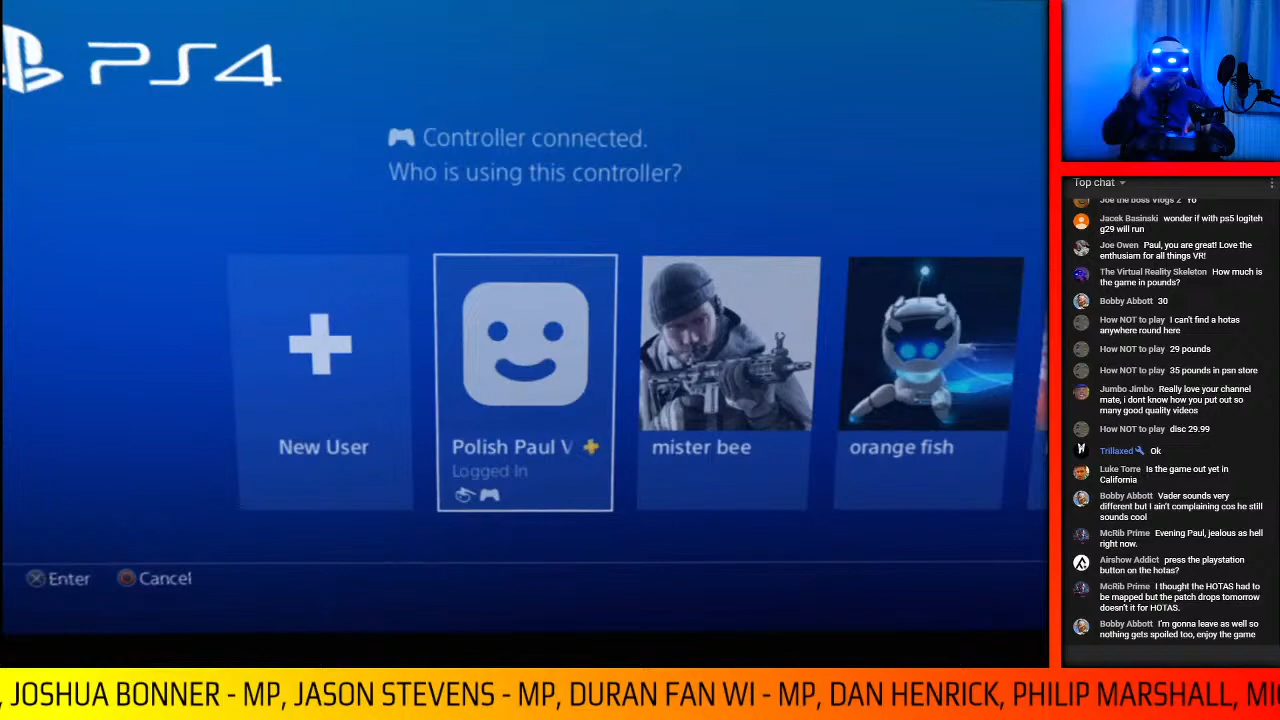 PS4
Controller connected.
Who is using this controller?
New User
Polish Paul V
Logged In
mister bee
orange fish
Enter
Cancel
Top chat
Joe the boss Vlogs 2 Yo
Jacek Basinski wonder if with ps5 logiteh
g29 will run
Joe Owen Paul, you are great! Love the
enthusiasm for all things VR!
The Virtual Reality Skeleton How much is
the game in pounds?
Bobby Abbott 30
How NOT to play I can't find a hotas
anywhere round here
How NOT to play 29 pounds
How NOT to play 35 pounds in psn store
Jumbo Jimbo Really love your channel
mate, i dont know how you put out so
many good quality videos
How NOT to play disc 29.99
Trillaxed Ok
Luke Torre Is the game out yet in
California
Bobby Abbott Vader sounds very
different but I ain't complaining cos he still
sounds cool
McRib Prime Evening Paul, jealous as hell
right now.
Airshow Addict press the playstation
button on the hotas?
McRib Prime I thought the HOTAS had to
be mapped but the patch drops tomorrow
doesn't it for HOTAS.
Bobby Abbott I'm gonna leave as well so
nothing gets spoiled too, enjoy the game
, JOSHUA BONNER - MP, JASON STEVENS - MP, DURAN FAN WI - MP, DAN HENRICK, PHILIP MARSHALL,